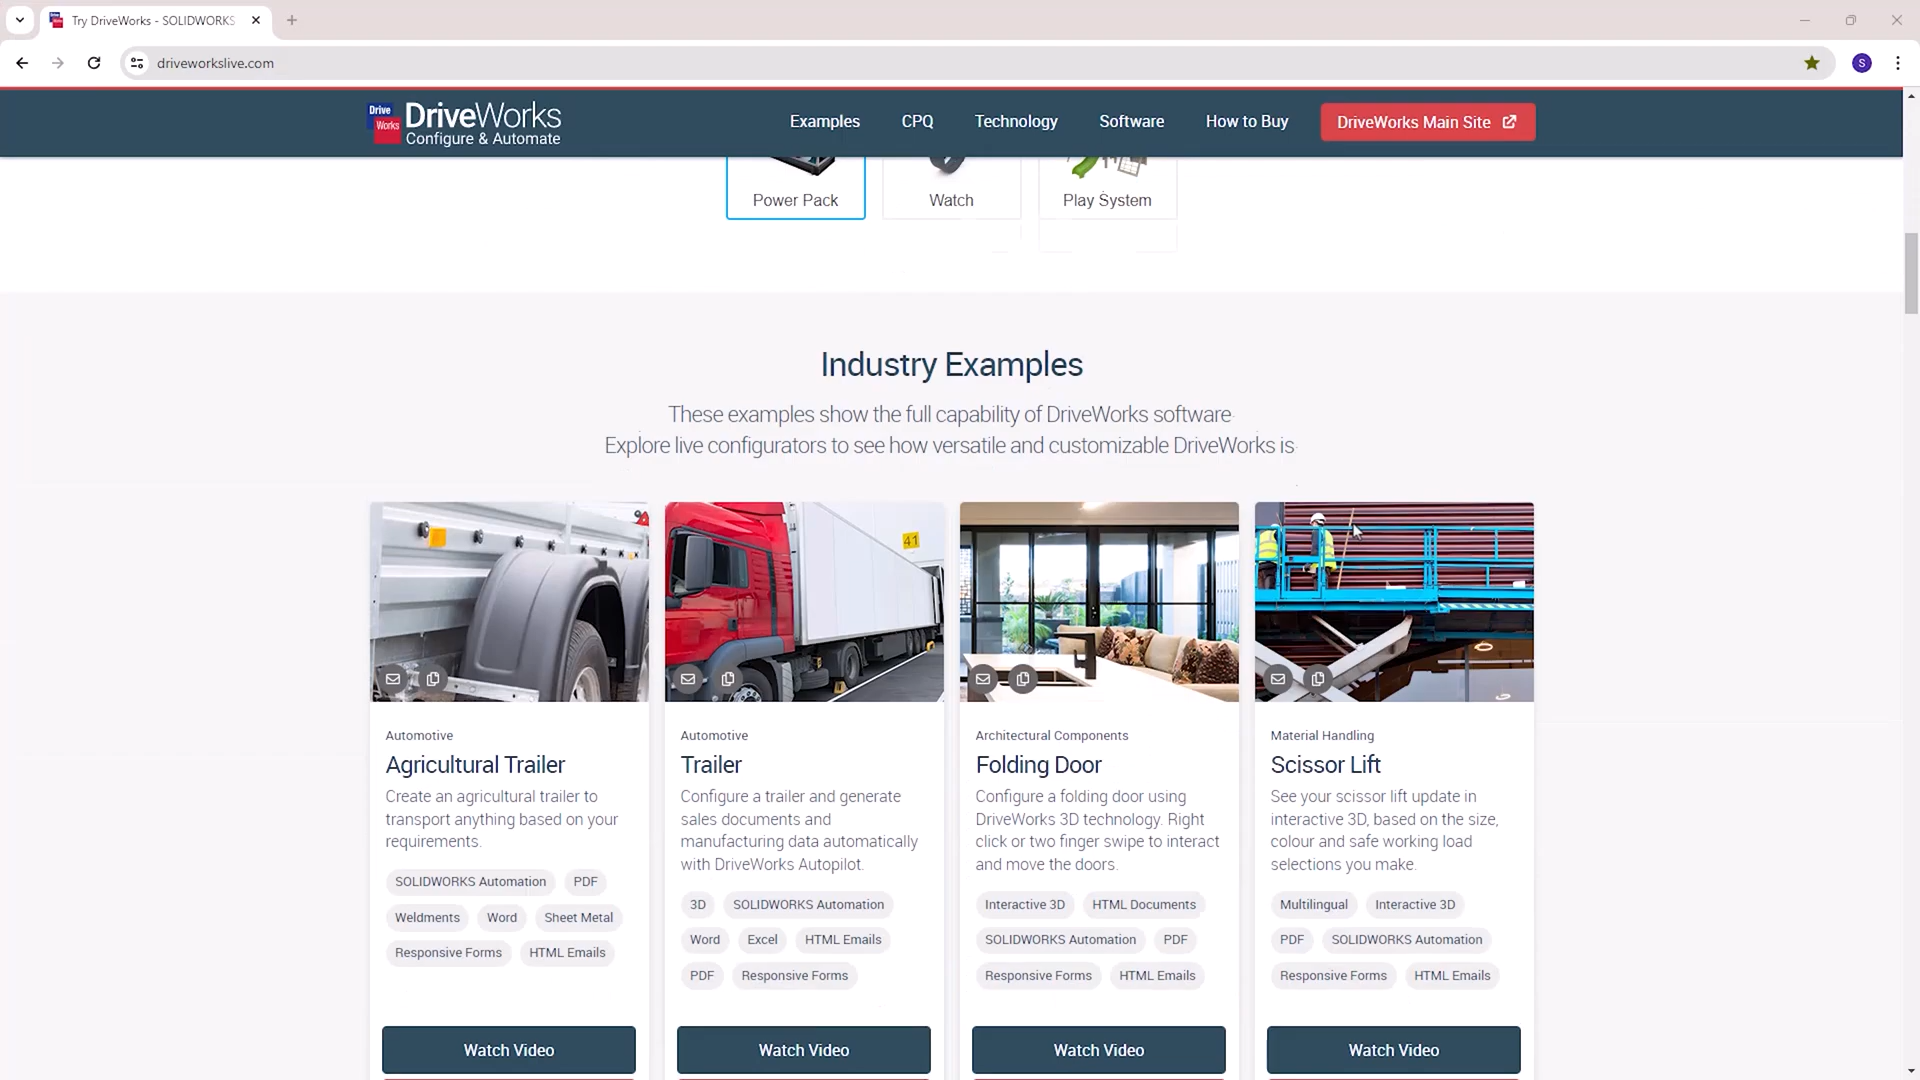 Try DriveWorks - SOLIDWORKS
driveworkslive.com
S
Drive
Works
DriveWorks
Configure & Automate
Examples
CPQ
Technology
Software
How to Buy
DriveWorks Main Site
Power Pack
Watch
Play System
Industry Examples
These examples show the full capability of DriveWorks software
Explore live configurators to see how versatile and customizable DriveWorks is
41
Automotive
Agricultural Trailer
Create an agricultural trailer to
transport anything based on your
requirements.
SOLIDWORKS Automation
PDF
Weldments
Word
Sheet Metal
Responsive Forms
HTML Emails
Watch Video
Automotive
Trailer
Configure a trailer and generate
sales documents and
manufacturing data automatically
with DriveWorks Autopilot.
3D
SOLIDWORKS Automation
Word
Excel
HTML Emails
PDF
Responsive Forms
Watch Video
Architectural Components
Folding Door
Configure a folding door using
DriveWorks 3D technology. Right
click or two finger swipe to interact
and move the doors.
Interactive 3D
HTML Documents
SOLIDWORKS Automation
PDF
Responsive Forms
HTML Emails
Watch Video
Material Handling
Scissor Lift
See your scissor lift update in
interactive 3D, based on the size,
colour and safe working load
selections you make.
Multilingual
Interactive 3D
PDF
SOLIDWORKS Automation
Responsive Forms
HTML Emails
Watch Video